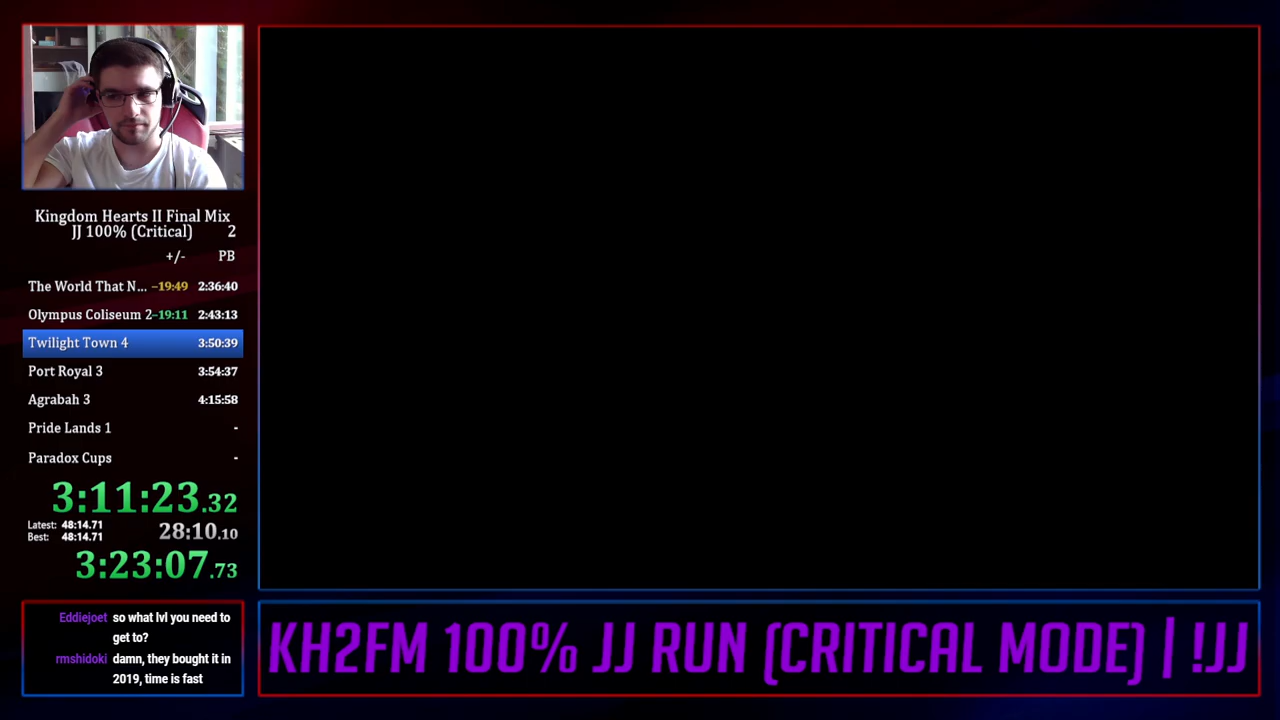 Kingdom Hearts II Final Mix
JJ 100% (Critical) 2
+/- PB
The World That N... −19:49 2:36:40
Olympus Coliseum 2 −19:11 2:43:13
Twilight Town 4 3:50:39
Port Royal 3 3:54:37
Agrabah 3 4:15:58
Pride Lands 1 -
Paradox Cups -
3:11:23.32
Latest: 48:14.71
Best: 48:14.71
28:10.10
3:23:07.73
Eddiejoet so what lvl you need to
get to?
rmshidoki damn, they bought it in
2019, time is fast
KH2FM 100% JJ RUN (CRITICAL MODE) | !JJ